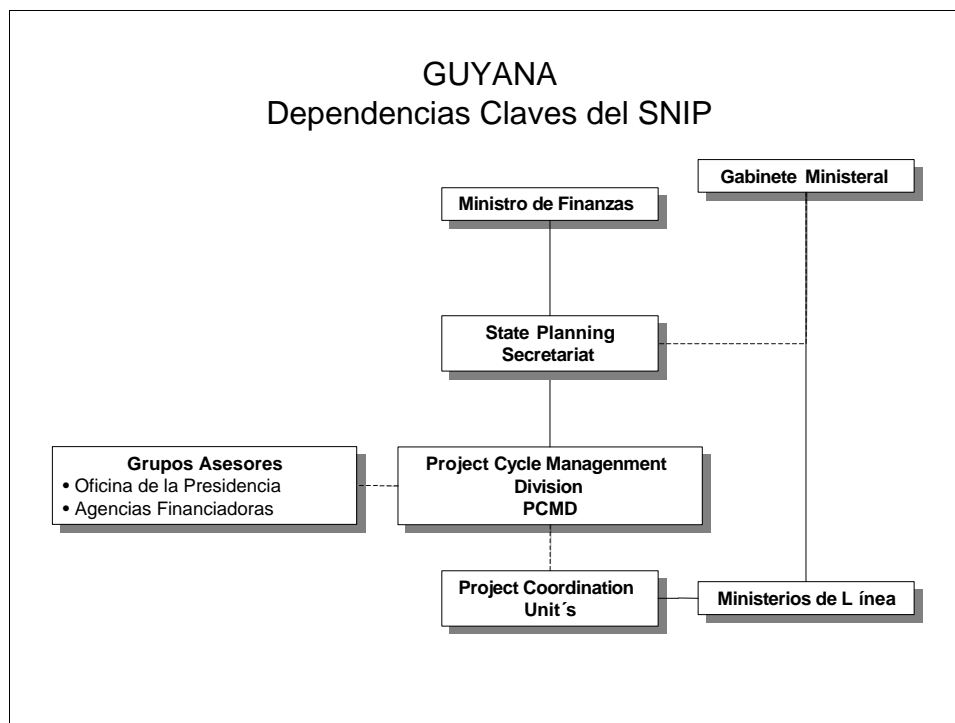 GUYANA
Dependencias Claves del SNIP
Gabinete Ministeral
Ministro de Finanzas
State Planning
Secretariat
Grupos Asesores
• Oficina de la Presidencia
• Agencias Financiadoras
Project Cycle Managenment
Division
PCMD
Project Coordination
Unit´s
Ministerios de L ínea